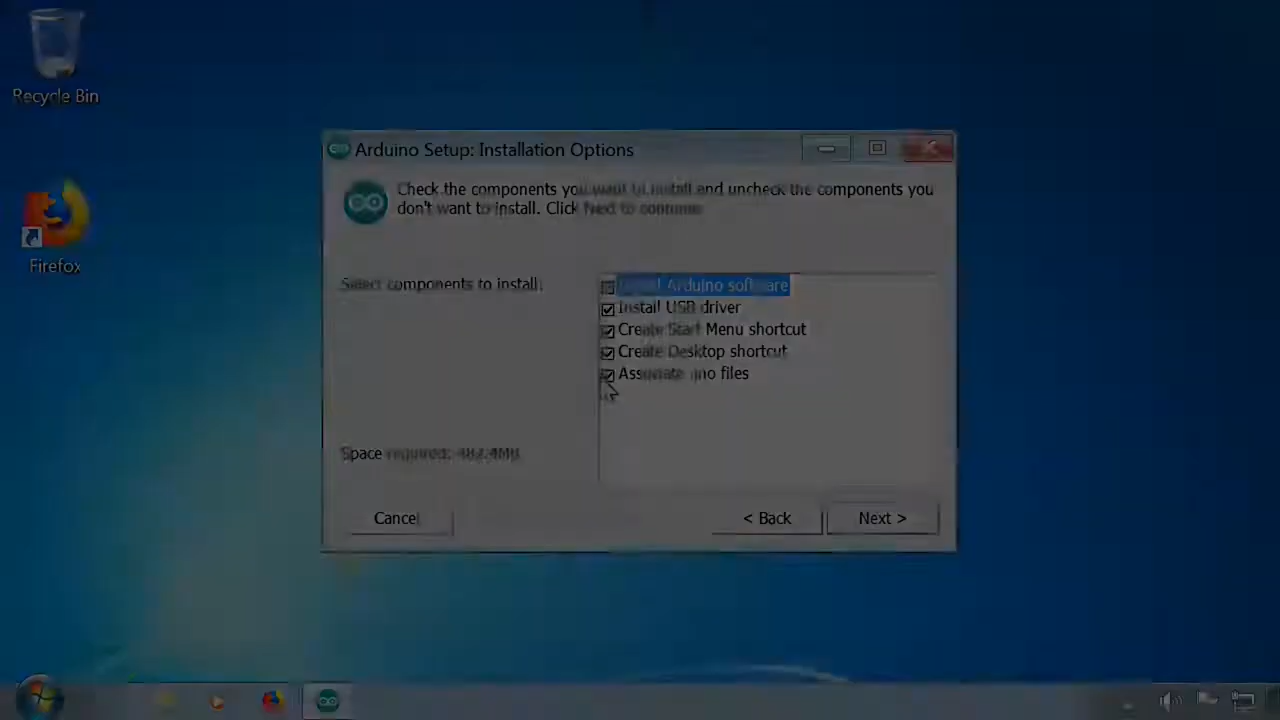 Recycle Bin
Arduino Setup: Installation Options
Check the components you want to install and uncheck the components you
don't want to install. Click Next to continue.
Firefox
Select components to install:
Install Arduino software
Install USB driver
Create Start Menu shortcut
Create Desktop shortcut
Associate .ino files
Space required: 482.4MB
Cancel
< Back
Next >